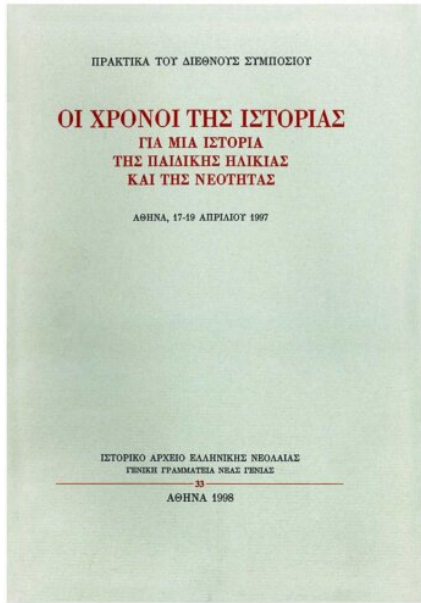 ΠΡΑΚΤΙΚΑ ΤΟΥ ΔΙΕΘΝΟΥΣ ΣΥΜΠΟΣΙΟΥ
ΟΙ ΧΡΟΝΟΙ ΤΗΣ ΙΣΤΟΡΙΑΣ
ΓΙΑ ΜΙΑ ΙΣΤΟΡΙΑ
ΤΗΣ ΠΑΙΔΙΚΗΣ ΗΛΙΚΙΑΣ
ΚΑΙ ΤΗΣ ΝΕΟΤΗΤΑΣ
ΑΘΗΝΑ, 17-19 ΑΠΡΙΛΙΟΥ 1997
ΙΣΤΟΡΙΚΟ ΑΡΧΕΙΟ ΕΛΛΗΝΙΚΗΣ ΝΕΟΛΑΙΑΣ
ΓΕΝΙΚΗ ΓΡΑΜΜΑΤΕΙΑ ΝΕΑΣ ΓΕΝΙΑΣ
33
ΑΘΗΝΑ 1998